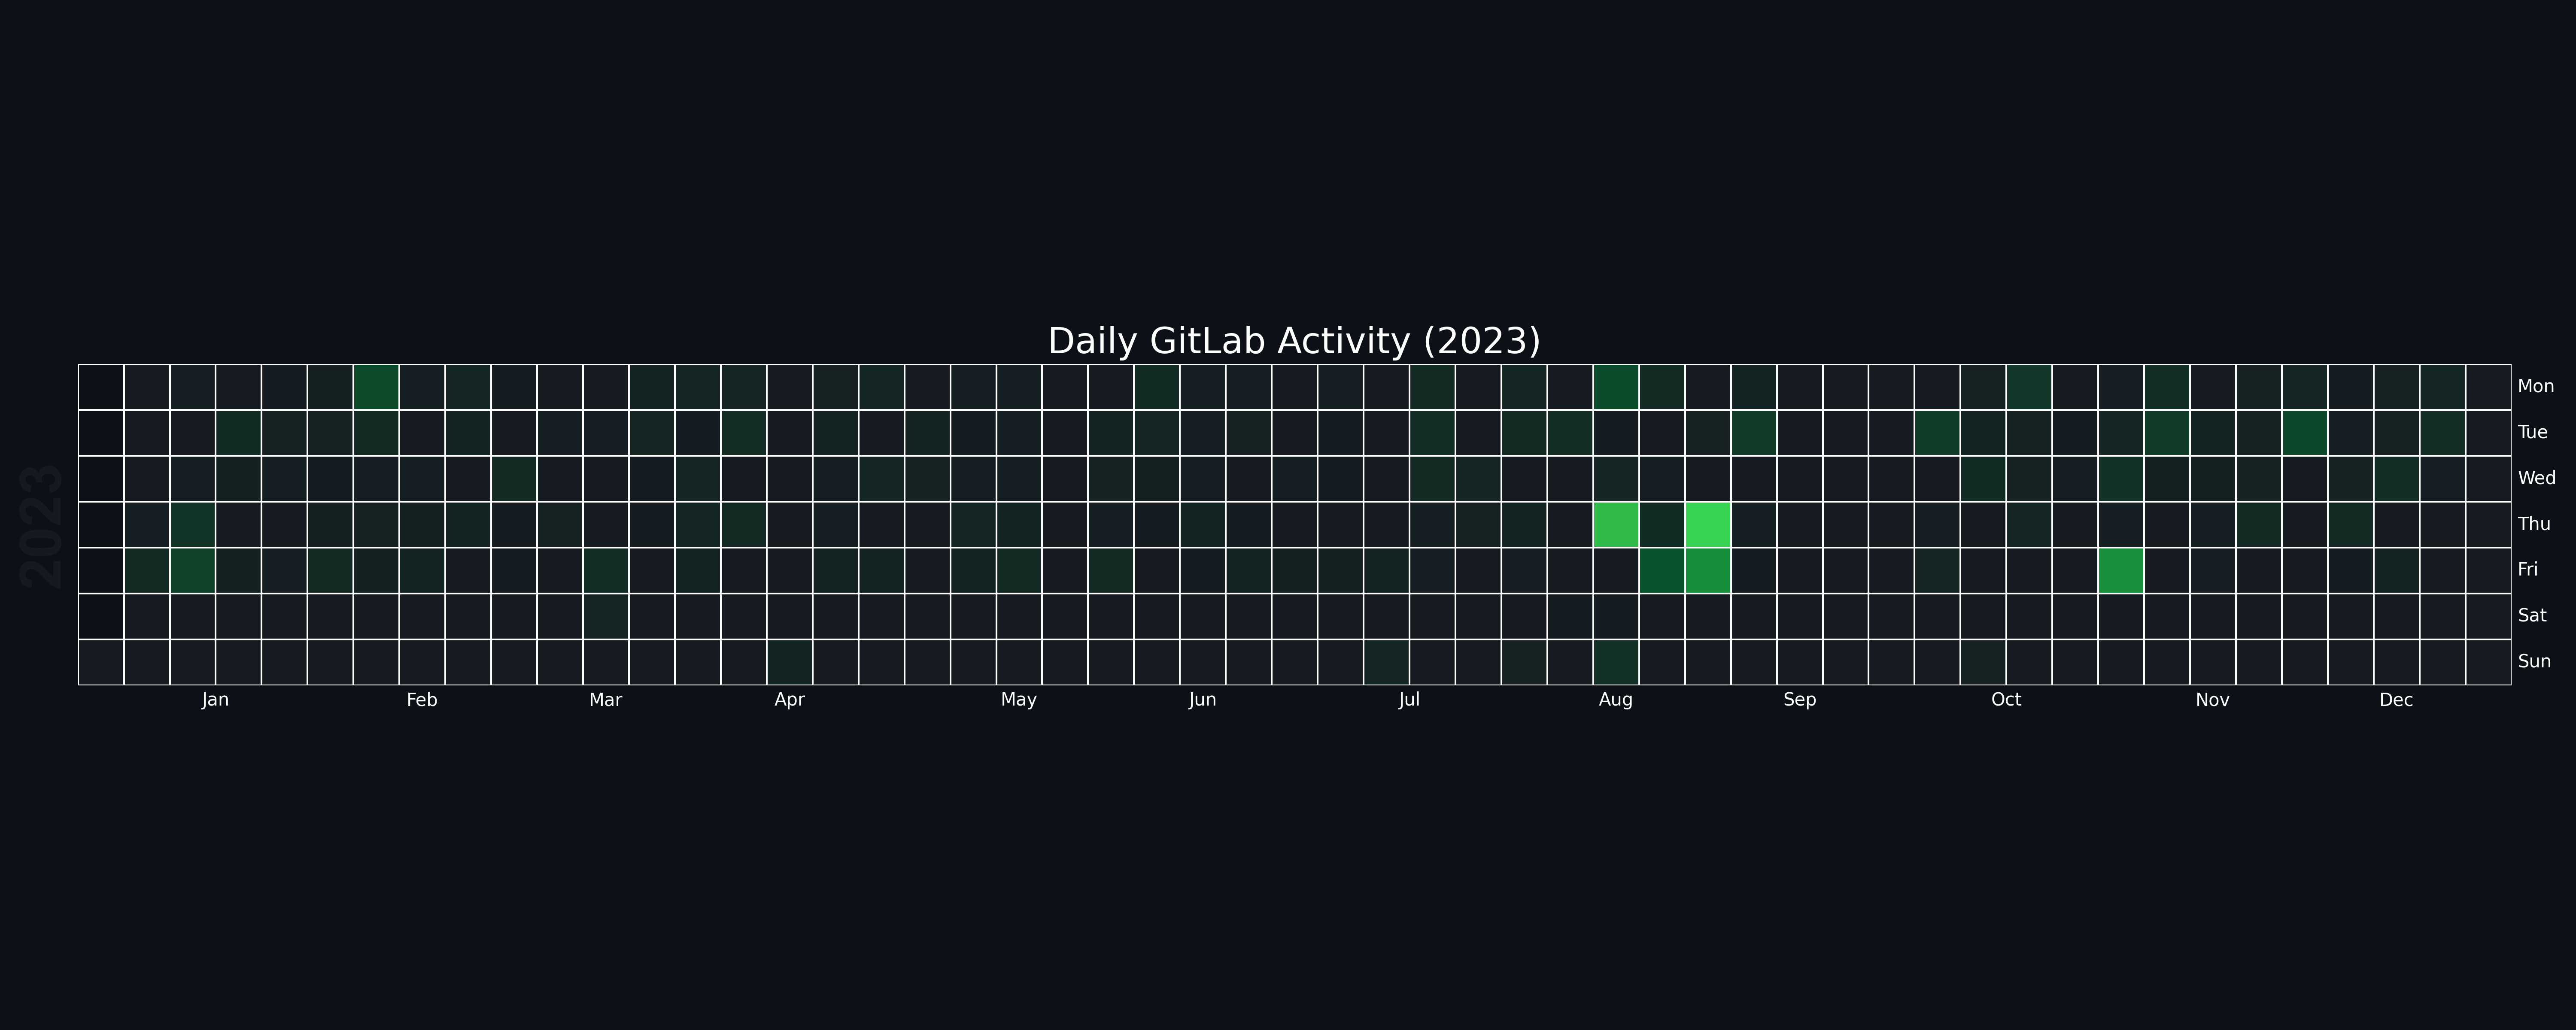 Daily GitLab Activity (2023)
2023
Mon
Tue
Wed
Thu
Fri
Sat
Sun
Jan Feb Mar Apr May Jun Jul Aug Sep Oct Nov Dec